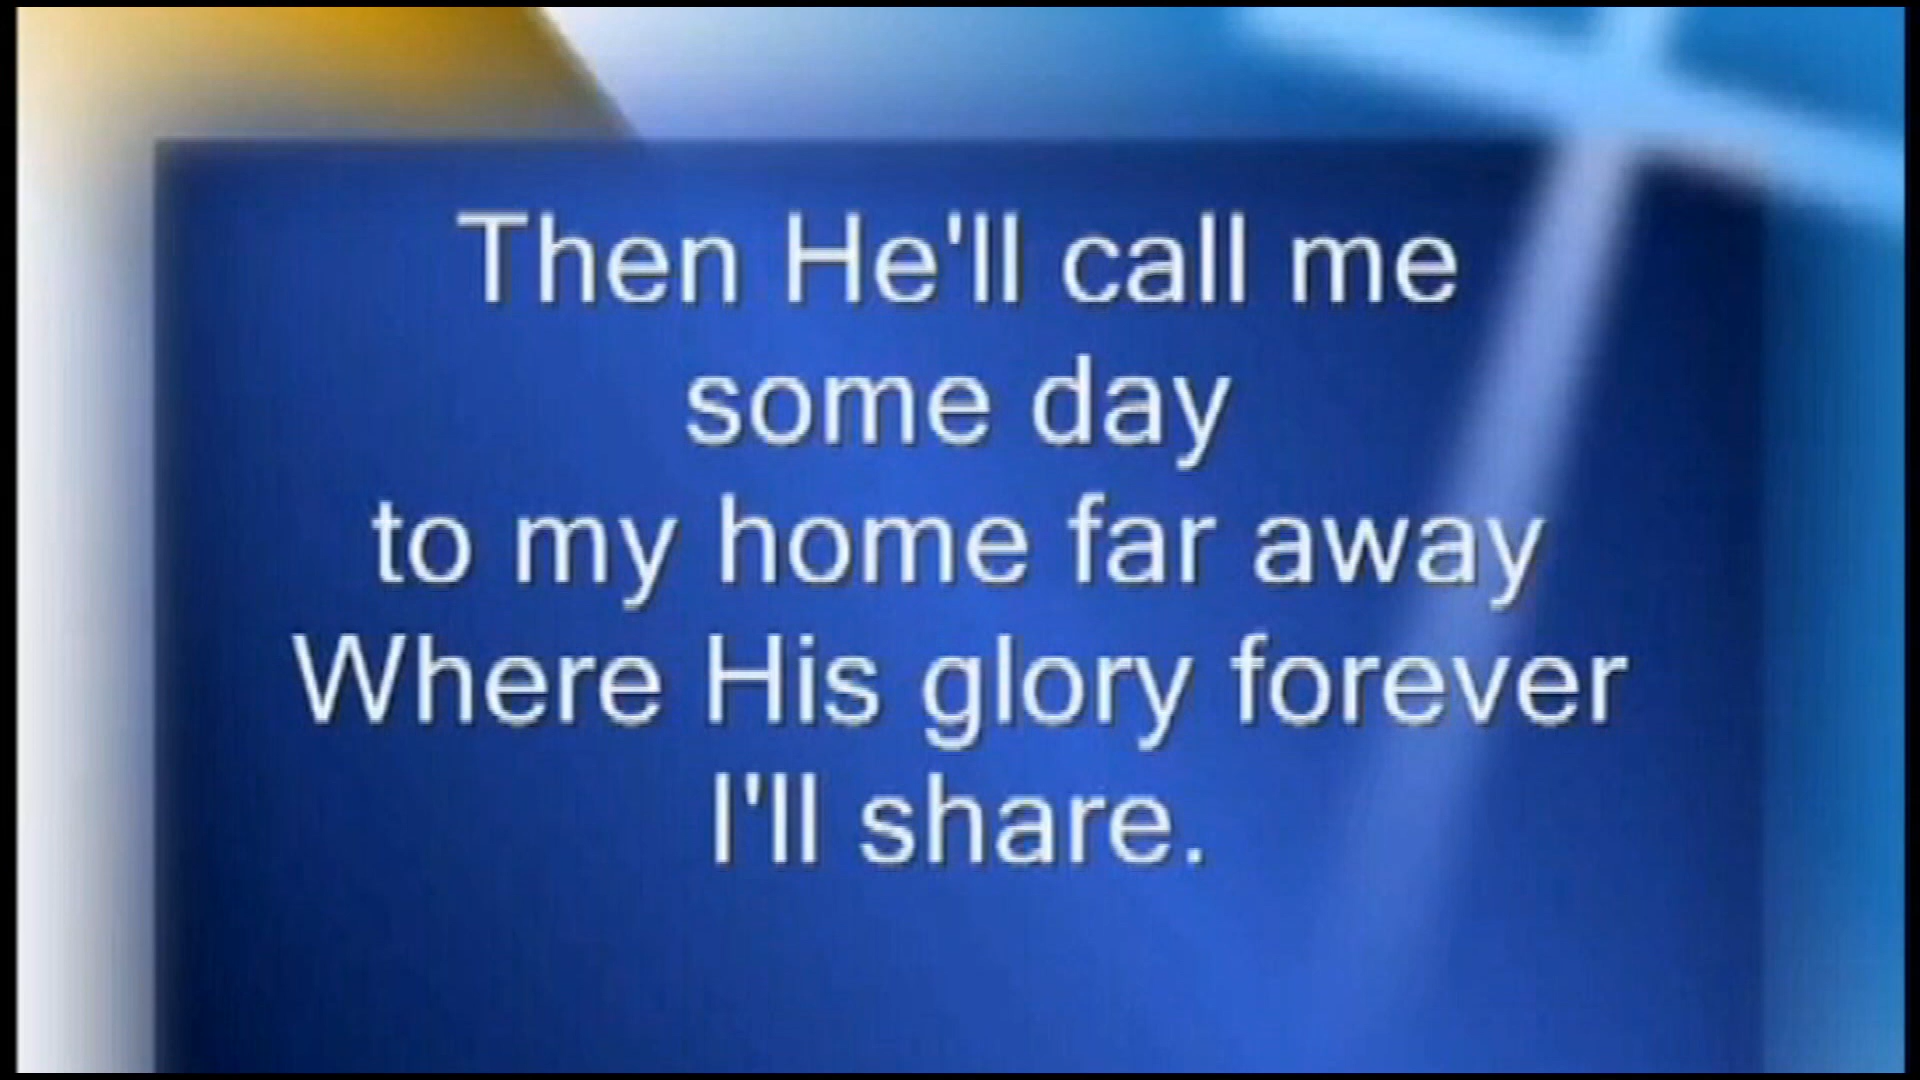 Then He'll call me
some day
to my home far away
Where His glory forever
I'll share.